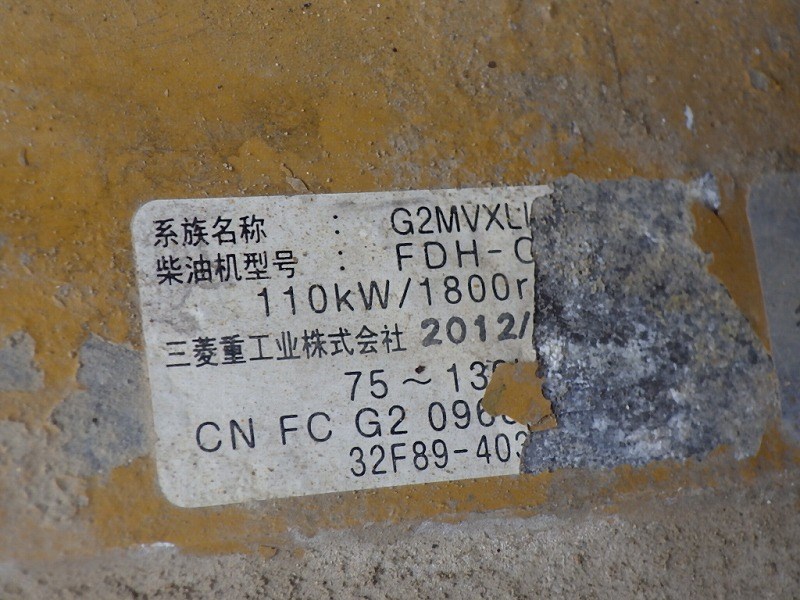 系族名称 : G2MVXL
柴油机型号 : FDH-
110kW/1800r
三菱重工业株式会社 2012/
75～13
CN FC G2 096
32F89-403